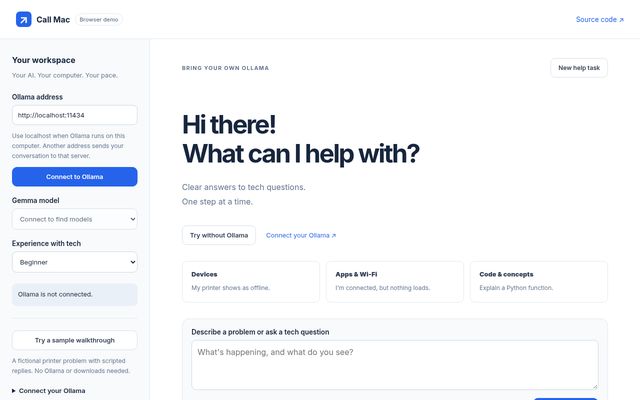 Call Mac
Browser demo
Source code ↗
Your workspace
Your AI. Your computer. Your pace.
Ollama address
http://localhost:11434
Use localhost when Ollama runs on this
computer. Another address sends your
conversation to that server.
Connect to Ollama
Gemma model
Connect to find models
Experience with tech
Beginner
Ollama is not connected.
Try a sample walkthrough
A fictional printer problem with scripted
replies. No Ollama or downloads needed.
Connect your Ollama
BRING YOUR OWN OLLAMA
New help task
Hi there!
What can I help with?
Clear answers to tech questions.
One step at a time.
Try without Ollama
Connect your Ollama ↗
Devices
My printer shows as offline.
Apps & Wi-Fi
I'm connected, but nothing loads.
Code & concepts
Explain a Python function.
Describe a problem or ask a tech question
What's happening, and what do you see?